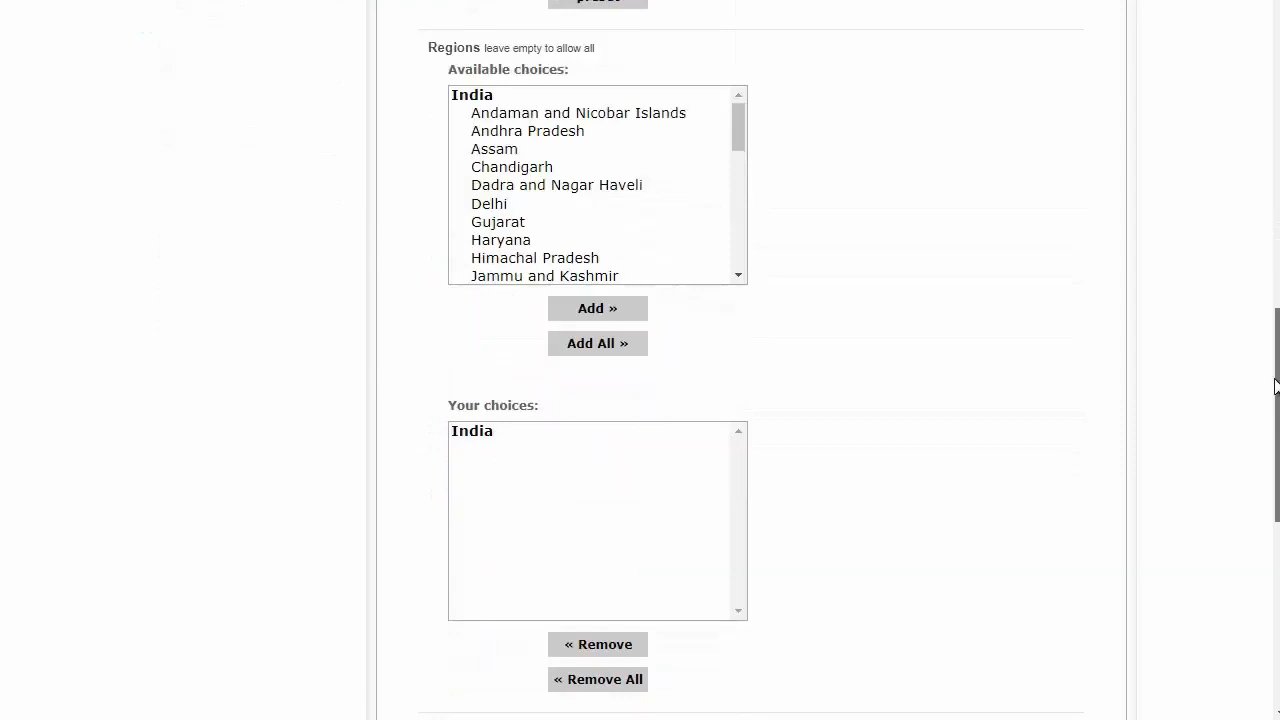 Regions leave empty to allow all
Available choices:
India
Andaman and Nicobar Islands
Andhra Pradesh
Assam
Chandigarh
Dadra and Nagar Haveli
Delhi
Gujarat
Haryana
Himachal Pradesh
Jammu and Kashmir
Add »
Add All »
Your choices:
India
« Remove
« Remove All